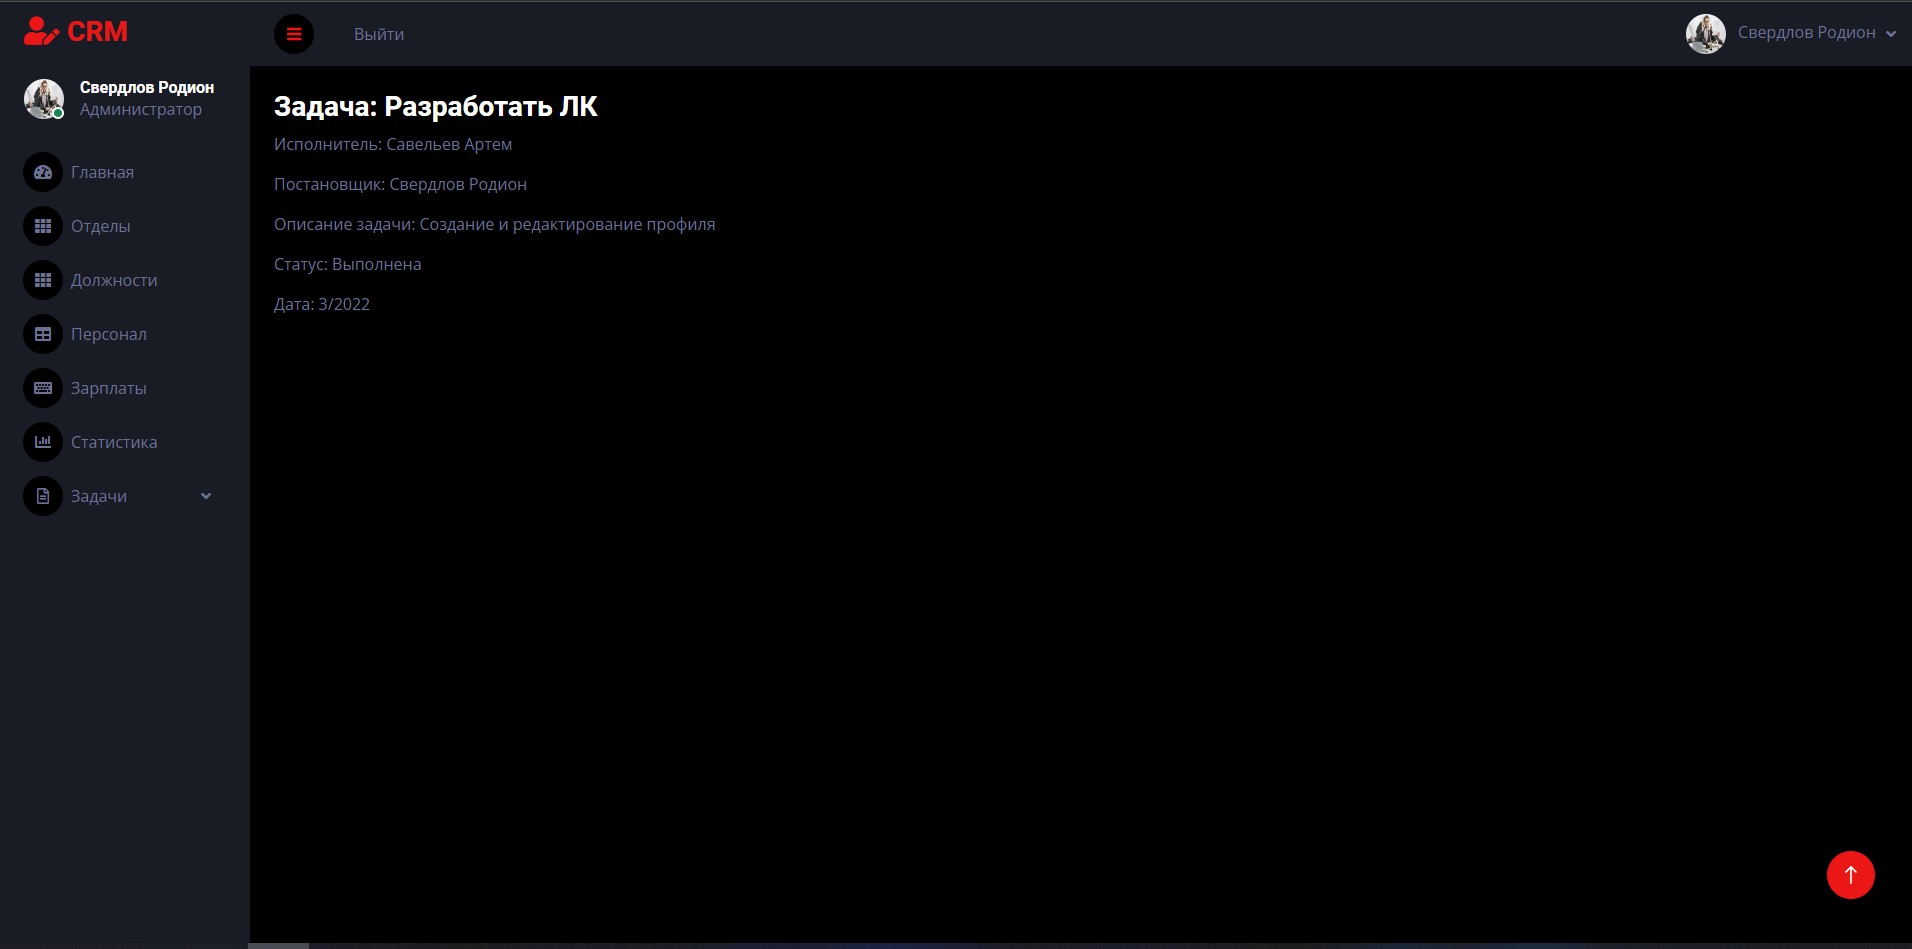 CRM
Выйти
Свердлов Родион
Свердлов Родион
Администратор
Главная
Отделы
Должности
Персонал
Зарплаты
Статистика
Задачи
Задача: Разработать ЛК
Исполнитель: Савельев Артем
Постановщик: Свердлов Родион
Описание задачи: Создание и редактирование профиля
Статус: Выполнена
Дата: 3/2022